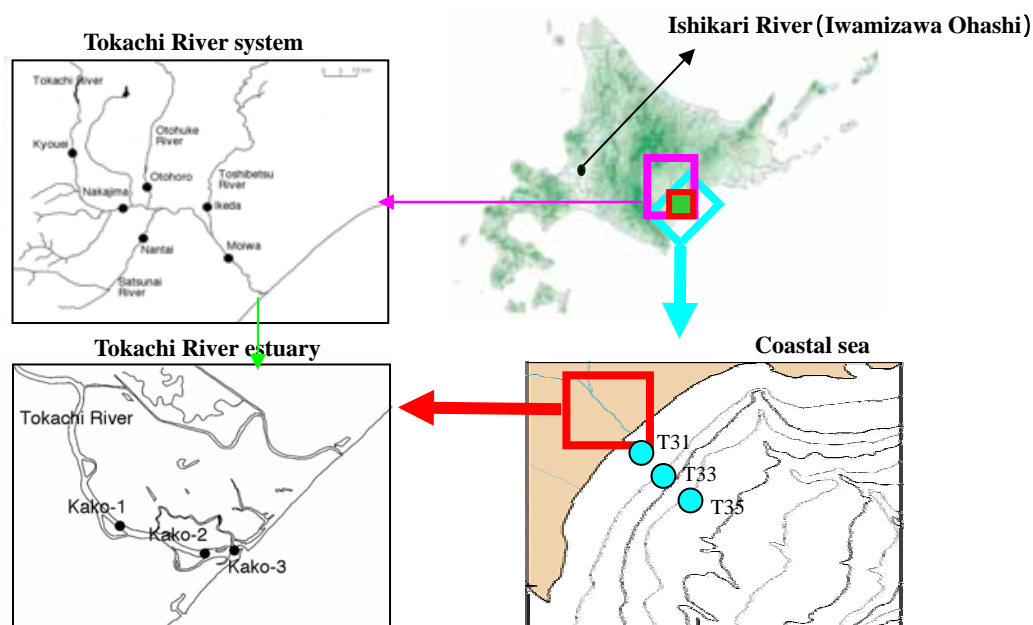 Ishikari River(Iwamizawa Ohashi)
Tokachi River system
Tokachi
River
Kyouei
Otohuke
River
Otohoro
Toshibetsu
River
Nakajima
Ikeda
Nantai
Moiwa
Satsunai
River
Tokachi River estuary
Tokachi River
Kako-1
Kako-2
Kako-3
Coastal sea
T31
T33
T35